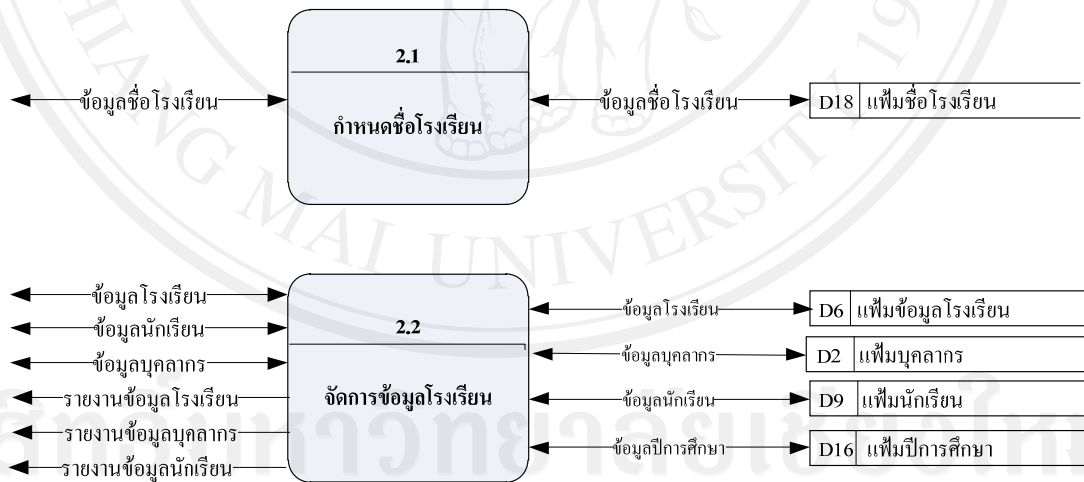 2.1
ข้อมูลชื่อโรงเรียน
กำหนดชื่อโรงเรียน
ข้อมูลชื่อโรงเรียน
D18 แฟ้มชื่อโรงเรียน
2.2
ข้อมูลโรงเรียน
ข้อมูลนักเรียน
ข้อมูลบุคลากร
รายงานข้อมูลโรงเรียน
รายงานข้อมูลบุคลากร
รายงานข้อมูลนักเรียน
จัดการข้อมูลโรงเรียน
ข้อมูลโรงเรียน
D6 แฟ้มข้อมูลโรงเรียน
ข้อมูลบุคลากร
D2 แฟ้มบุคลากร
ข้อมูลนักเรียน
D9 แฟ้มนักเรียน
ข้อมูลปีการศึกษา
D16 แฟ้มปีการศึกษา
HIANG MAI UNIVERSITY 19